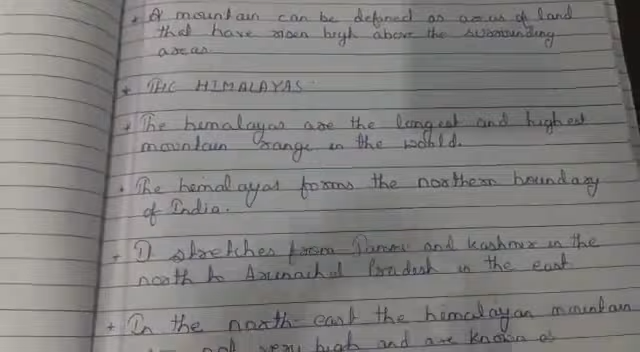 * A mountain can be defined as areas of land
that have risen high above the surrounding
areas.
* THE HIMALAYAS
* The himalayas are the longest and highest
mountain range in the world.
* The himalayas forms the northern boundary
of India.
* It stretches from Jammu and kashmir in the
north to Arunachal Pradesh in the east
* In the north-east the himalayan mountain
not very high and are known as